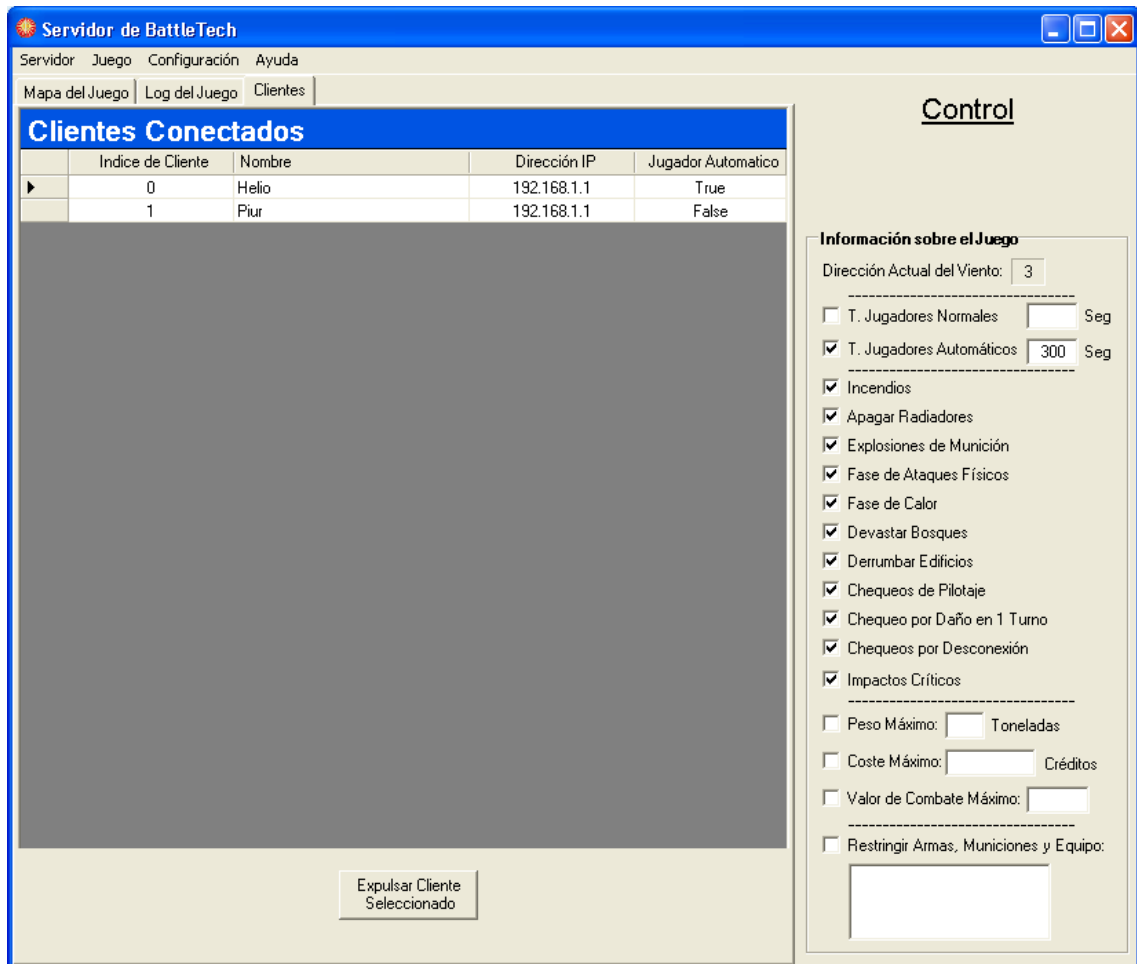 Servidor de BattleTech
Servidor Juego Configuración Ayuda
Mapa del Juego Log del Juego Clientes
Clientes Conectados
Indice de Cliente Nombre Dirección IP Jugador Automatico
0 Helio 192.168.1.1 True
1 Piur 192.168.1.1 False
Expulsar Cliente
Seleccionado
Control
Información sobre el Juego
Dirección Actual del Viento: 3
---------------------------------
T. Jugadores Normales Seg
T. Jugadores Automáticos 300 Seg
---------------------------------
Incendios
Apagar Radiadores
Explosiones de Munición
Fase de Ataques Físicos
Fase de Calor
Devastar Bosques
Derrumbar Edificios
Chequeos de Pilotaje
Chequeo por Daño en 1 Turno
Chequeos por Desconexión
Impactos Críticos
---------------------------------
Peso Máximo: Toneladas
Coste Máximo: Créditos
Valor de Combate Máximo:
---------------------------------
Restringir Armas, Municiones y Equipo: